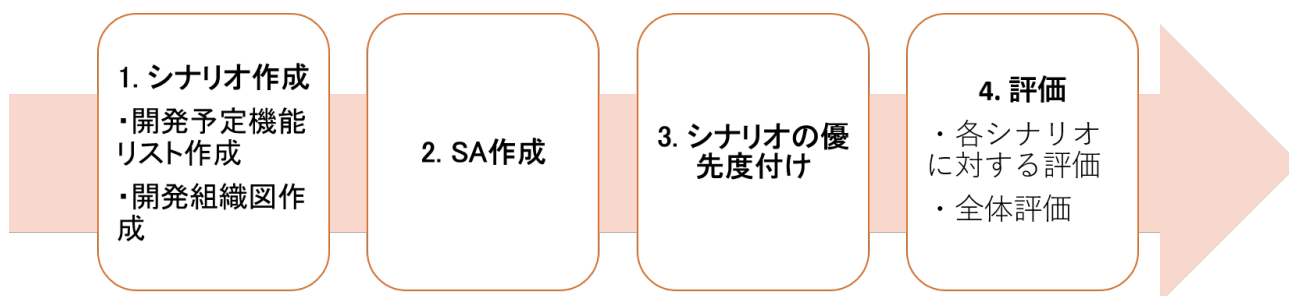 1. シナリオ作成
・開発予定機能
リスト作成
・開発組織図作
成
2. SA作成
3. シナリオの優
先度付け
4. 評価
・各シナリオ
に対する評価
・全体評価